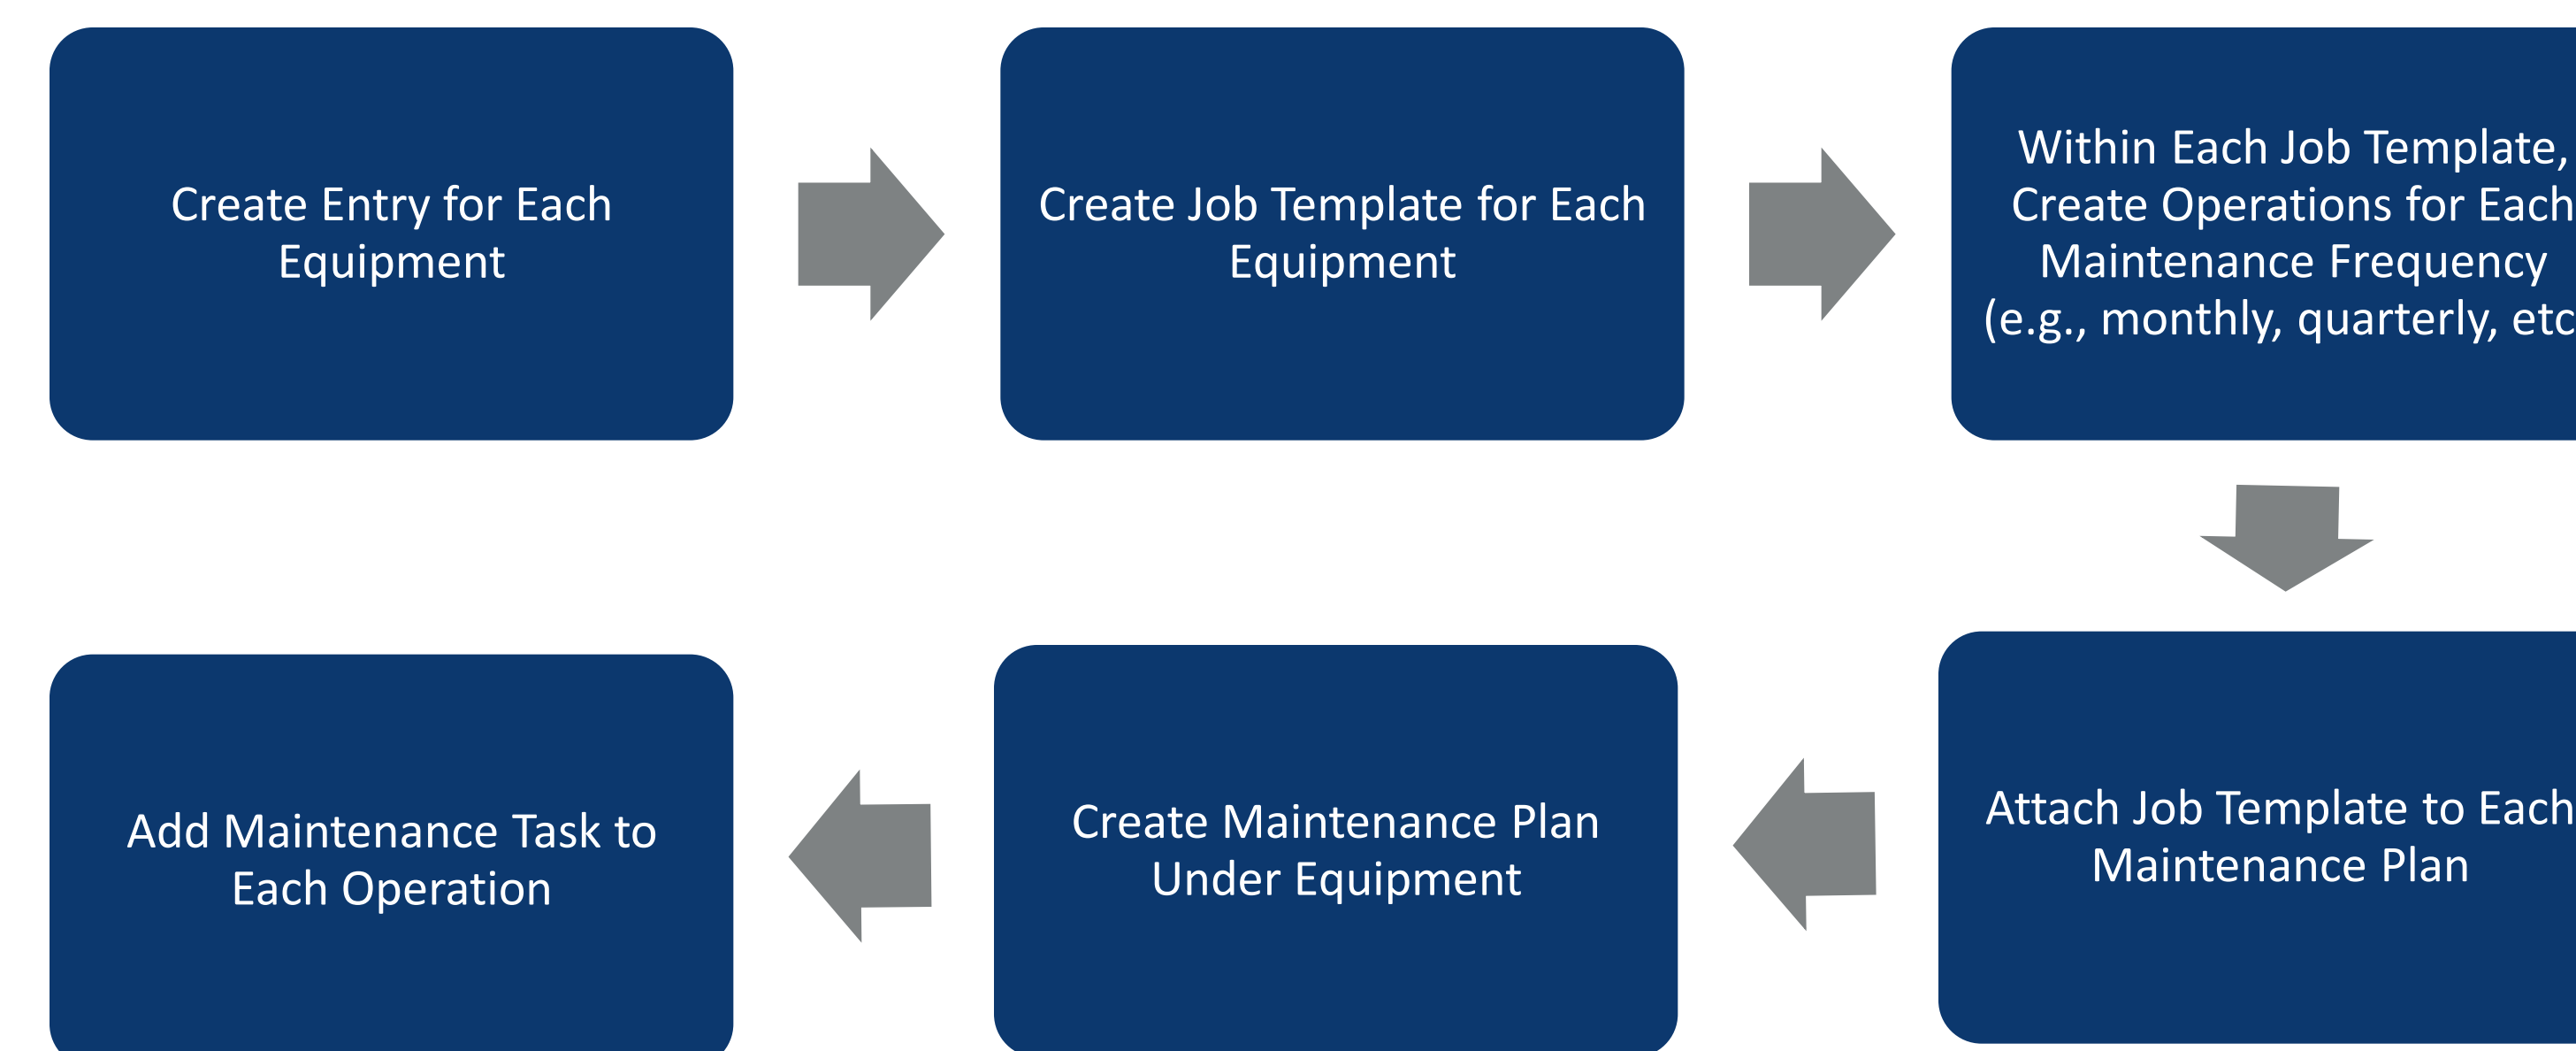 Create Entry for Each
Equipment
Create Job Template for Each
Equipment
Within Each Job Template,
Create Operations for Each
Maintenance Frequency
(e.g., monthly, quarterly, etc
Attach Job Template to Each
Maintenance Plan
Create Maintenance Plan
Under Equipment
Add Maintenance Task to
Each Operation